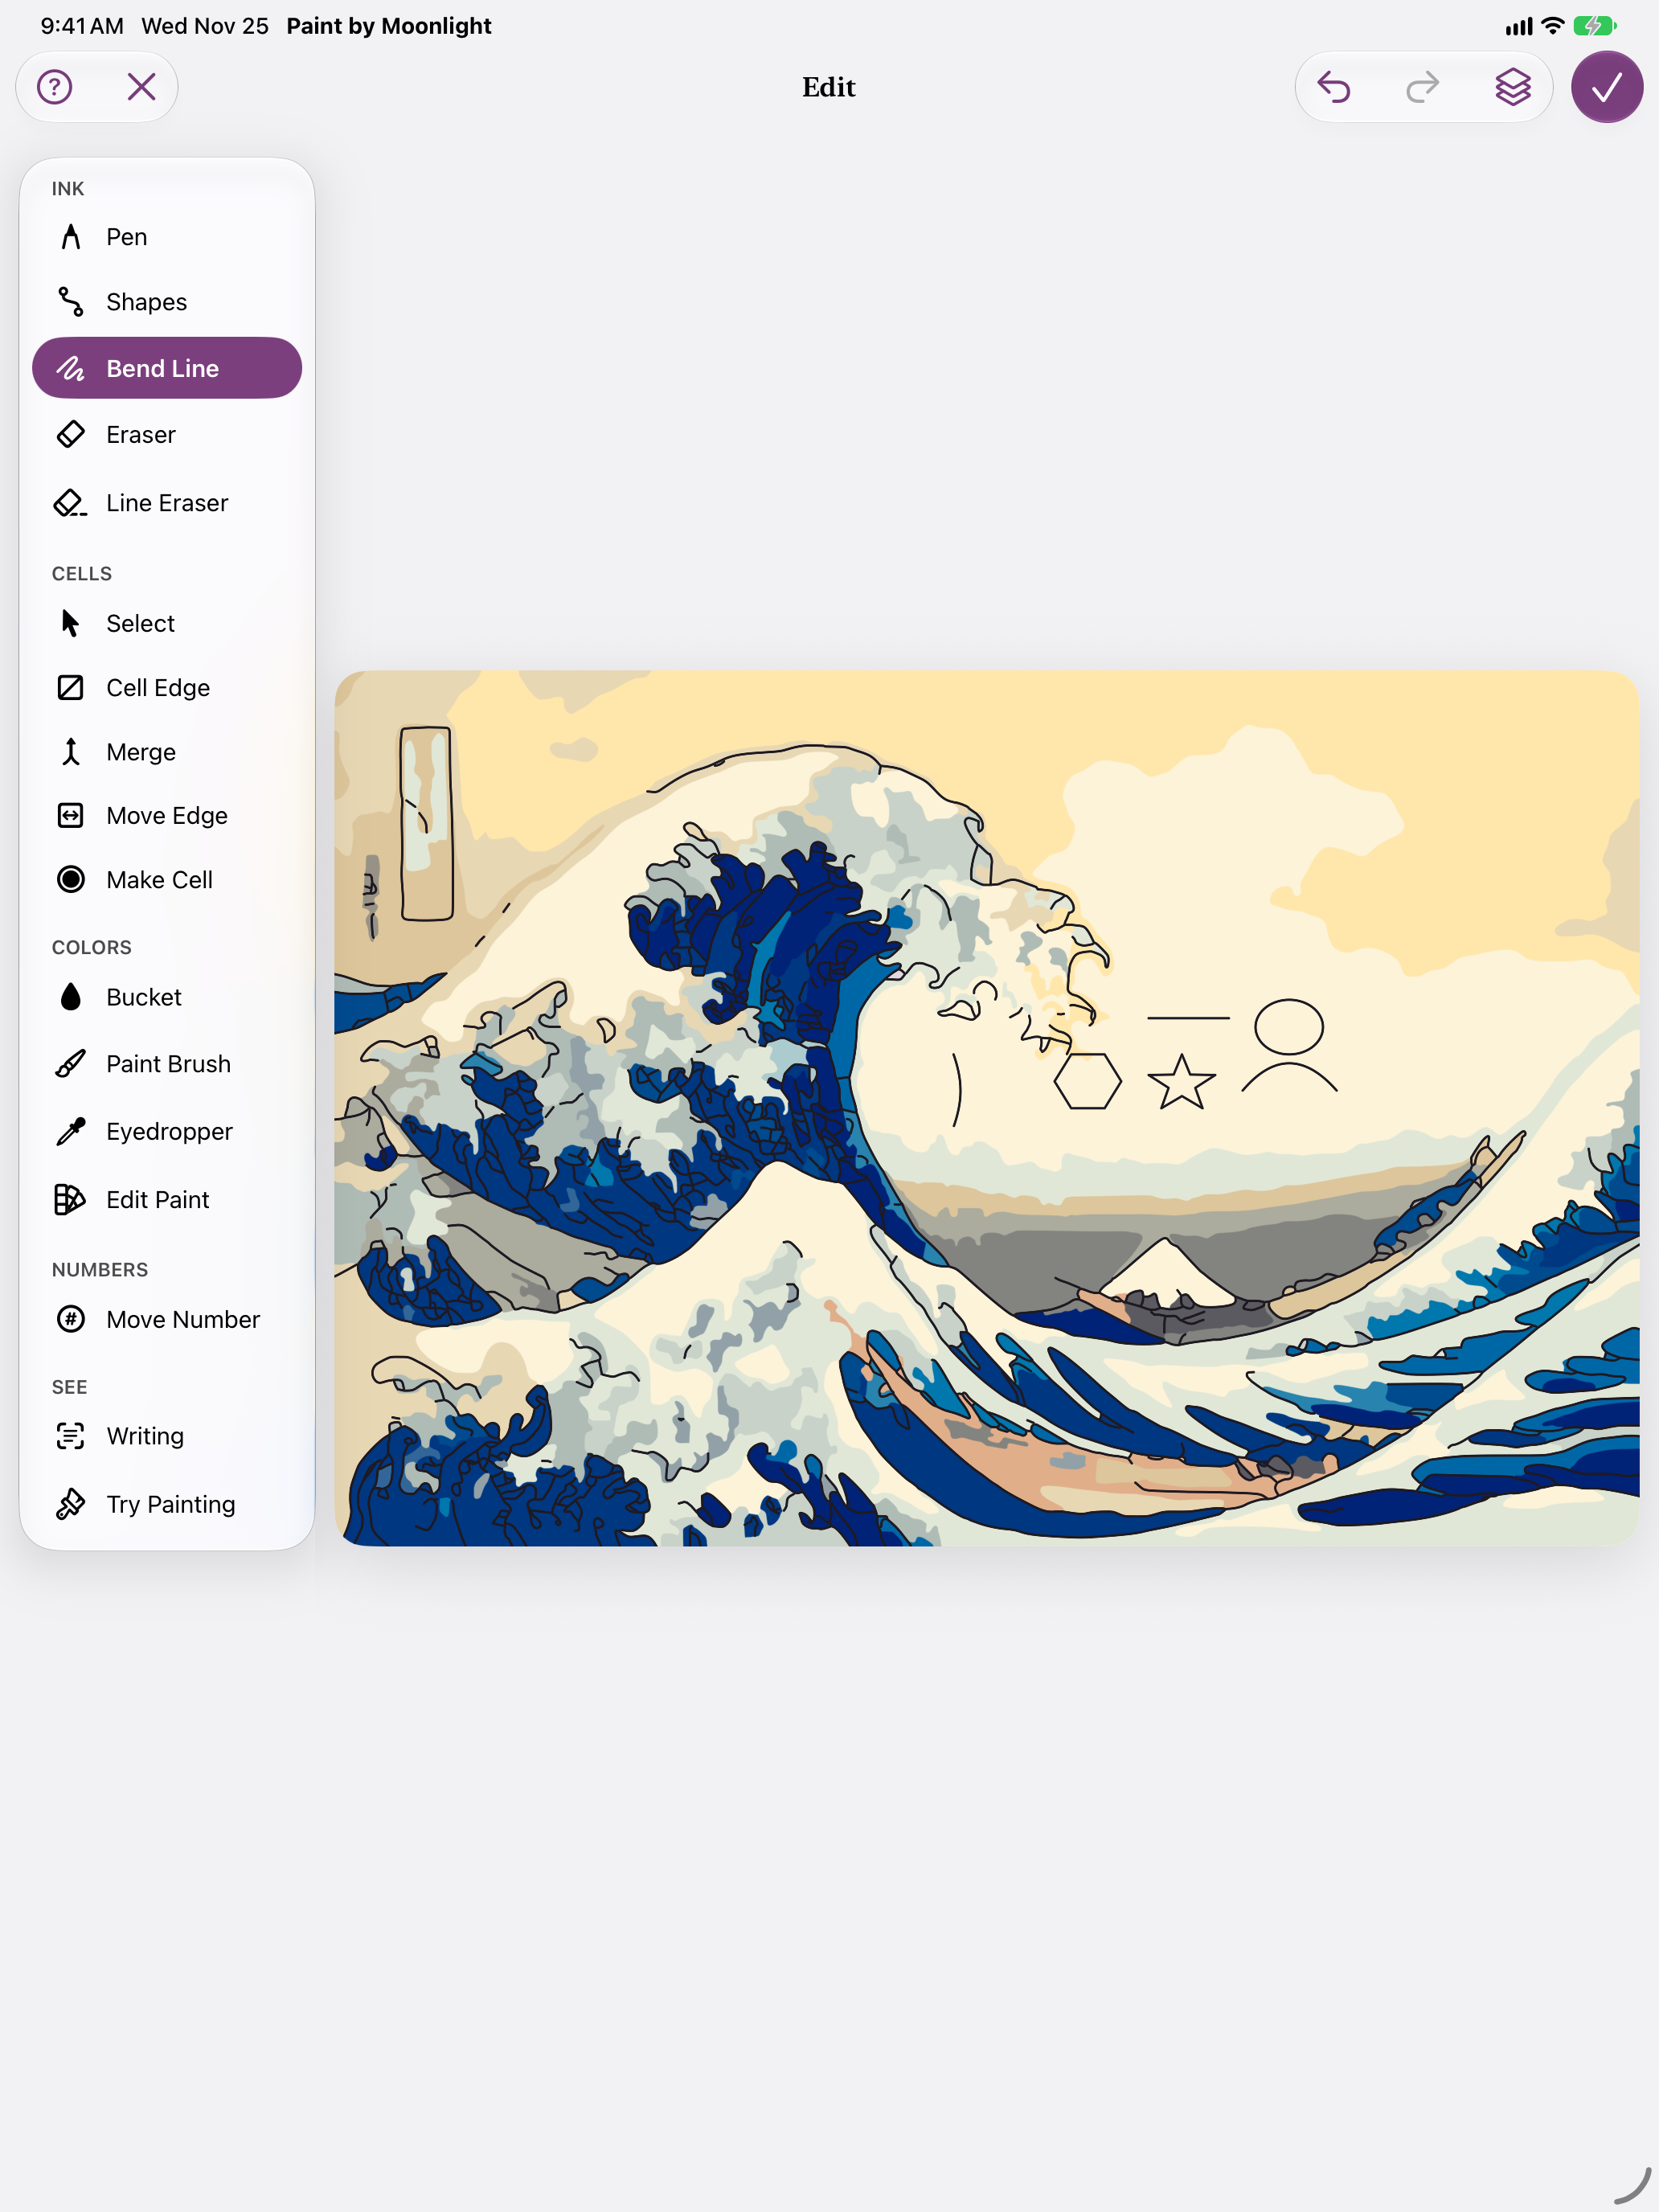 9:41 AM Wed Nov 25 Paint by Moonlight
Edit
INK
Pen
Shapes
Bend Line
Eraser
Line Eraser
CELLS
Select
Cell Edge
Merge
Move Edge
Make Cell
COLORS
Bucket
Paint Brush
Eyedropper
Edit Paint
NUMBERS
Move Number
SEE
Writing
Try Painting